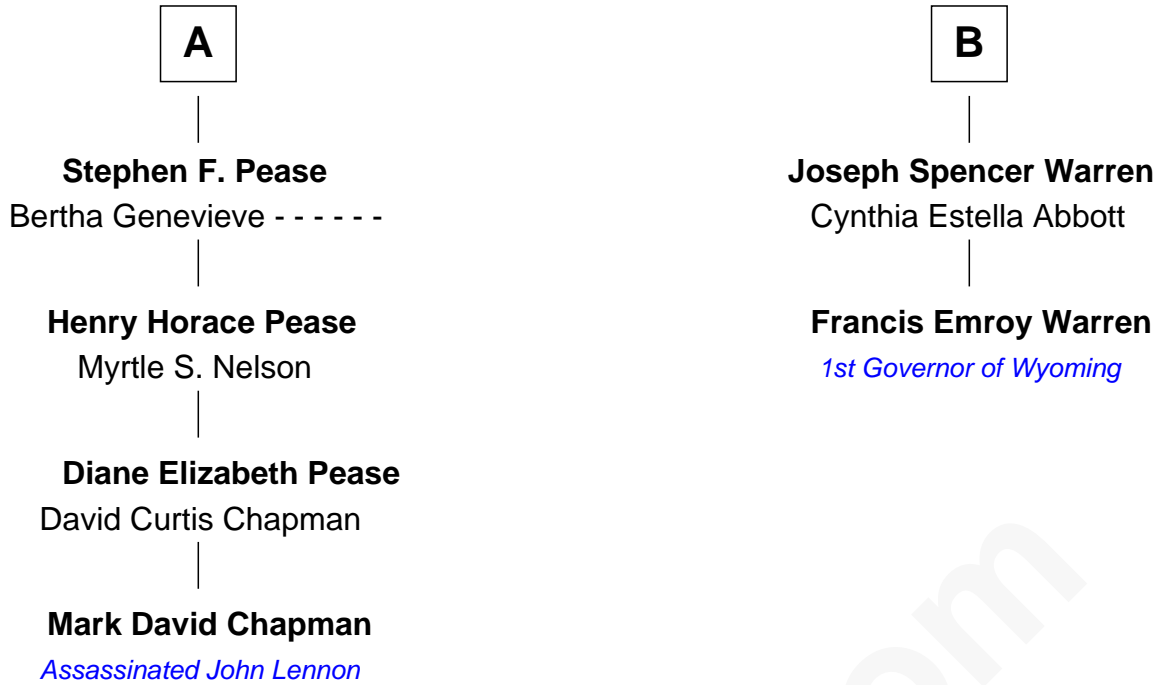 A
Stephen F. Pease
Bertha Genevieve - - - - - -
Henry Horace Pease
Myrtle S. Nelson
Diane Elizabeth Pease
David Curtis Chapman
Mark David Chapman
Assassinated John Lennon
B
Joseph Spencer Warren
Cynthia Estella Abbott
Francis Emroy Warren
1st Governor of Wyoming
om